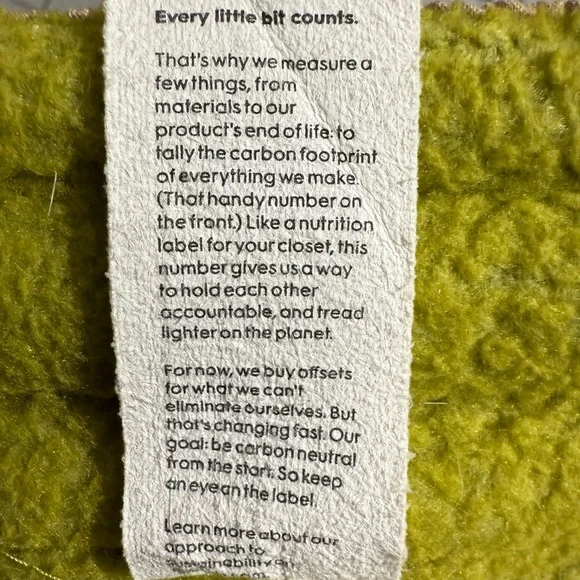 Every little bit counts.
That's why we measure a
few things, from
materials to our
product's end of life: to
tally the carbon footprint
of everything we make.
(That handy number on
the front.) Like a nutrition
label for your closet, this
number gives us a way
to hold each other
accountable, and tread
lighter on the planet.
For now, we buy offsets
for what we can't
eliminate ourselves. But
that's changing fast. Our
goal: be carbon neutral
from the start. So keep
an eye on the label.
Learn more about our
approach to
sustainability